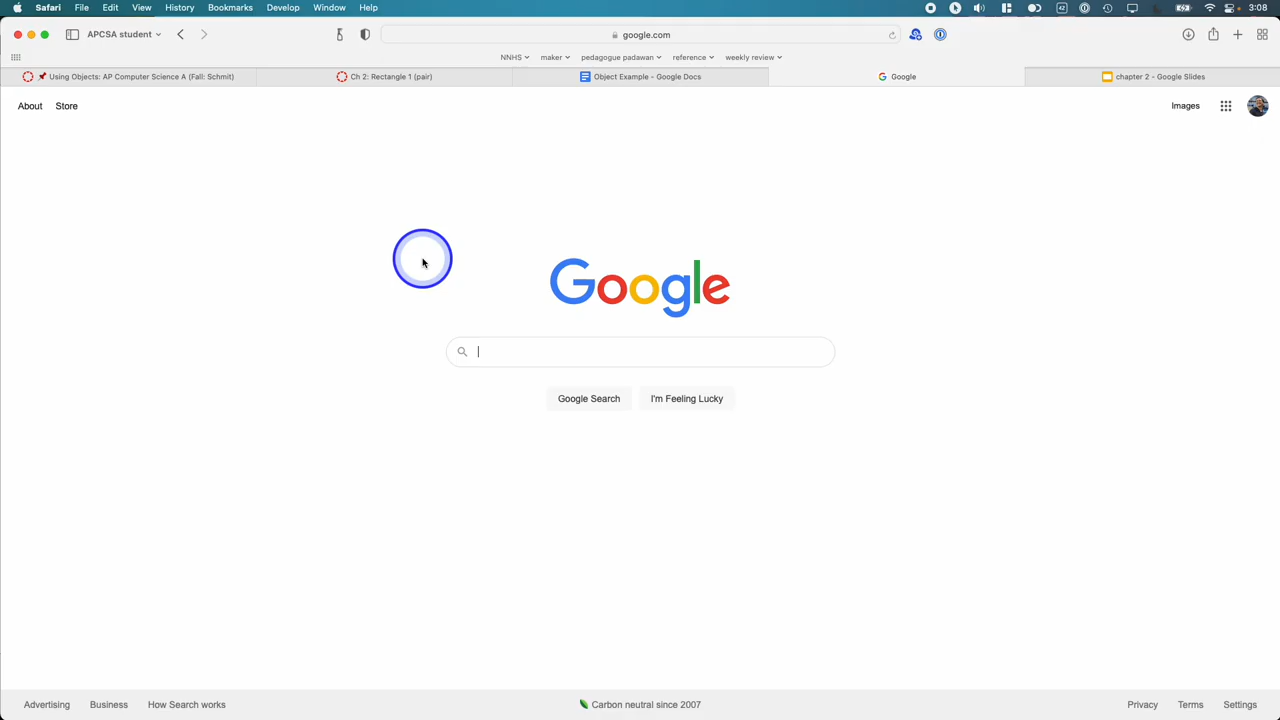 Safari File Edit View History Bookmarks Develop Window Help 3:08
APCSA student google.com
NNHS maker pedagogue padawan reference weekly review
📌 Using Objects: AP Computer Science A (Fall: Schmit) Ch 2: Rectangle 1 (pair) Object Example - Google Docs Google chapter 2 - Google Slides
About Store Images
Google
Google Search I'm Feeling Lucky
Advertising Business How Search works Carbon neutral since 2007 Privacy Terms Settings